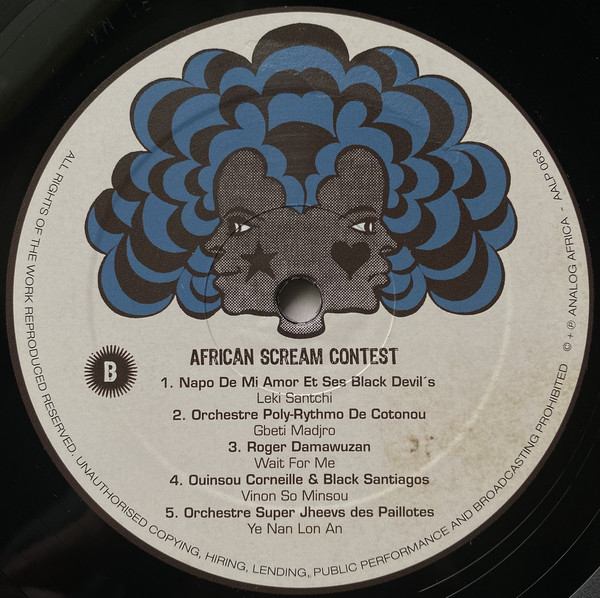 AFRICAN SCREAM CONTEST
B
1. Napo De Mi Amor Et Ses Black Devil´s
Leki Santchi
2. Orchestre Poly-Rythmo De Cotonou
Gbeti Madjro
3. Roger Damawuzan
Wait For Me
4. Ouinsou Corneille & Black Santiagos
Vinon So Minsou
5. Orchestre Super Jheevs des Paillotes
Ye Nan Lon An
ALL RIGHTS OF THE WORK REPRODUCED RESERVED. UNAUTHORISED COPYING, HIRING, LENDING, PUBLIC PERFORMANCE AND BROADCASTING PROHIBITED © + ℗ ANALOG AFRICA - AALP 063